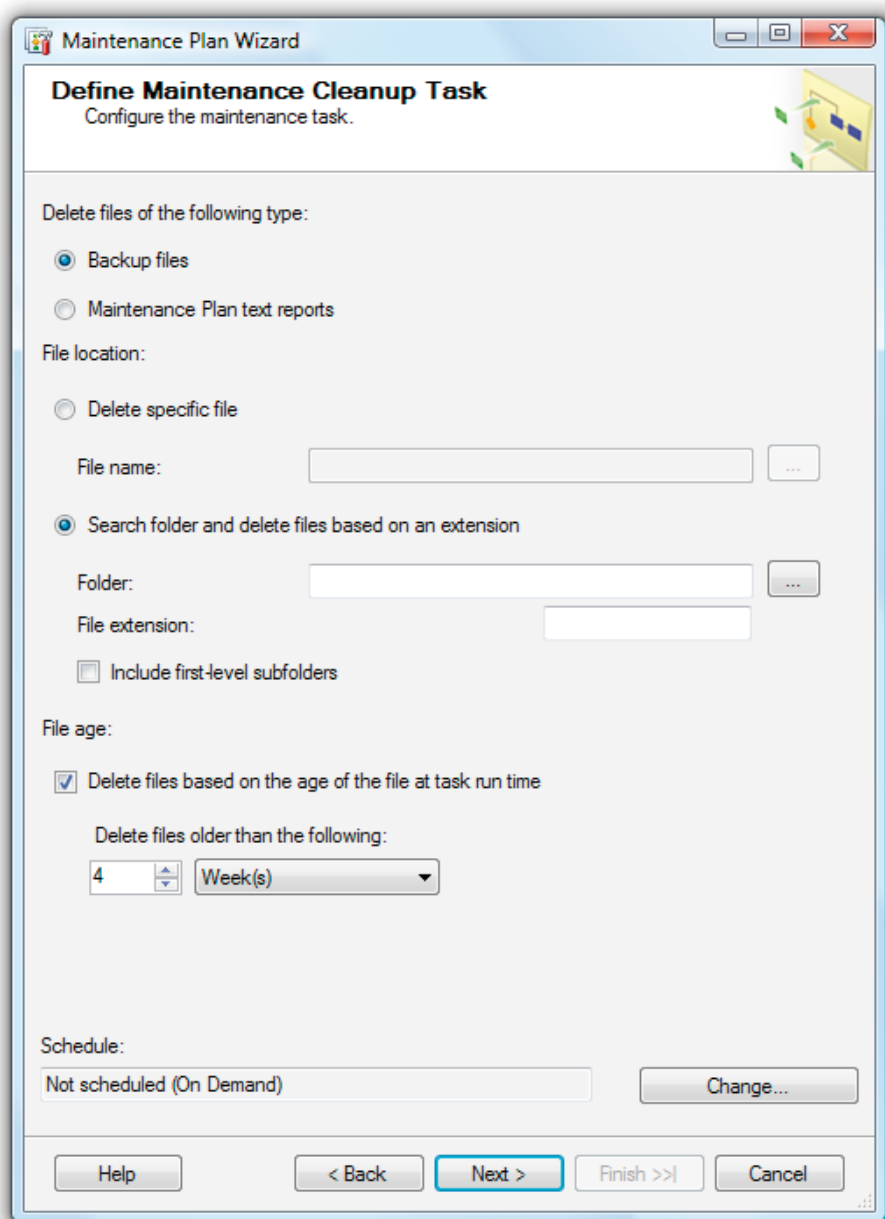 Maintenance Plan Wizard
Define Maintenance Cleanup Task
Configure the maintenance task.
Delete files of the following type:
Backup files
Maintenance Plan text reports
File location:
Delete specific file
File name:
...
Search folder and delete files based on an extension
Folder:
...
File extension:
Include first-level subfolders
File age:
Delete files based on the age of the file at task run time
Delete files older than the following:
4 Week(s)
Schedule:
Not scheduled (On Demand) Change...
Help < Back Next > Finish >>| Cancel